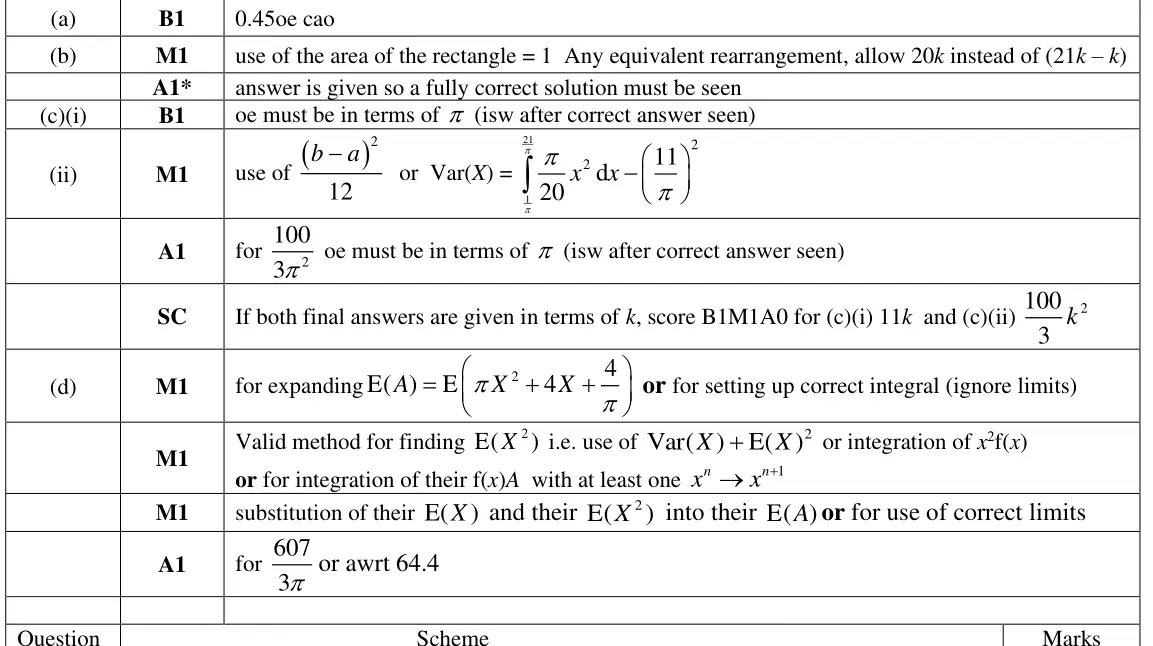 (a) B1 0.45oe cao
(b) M1 use of the area of the rectangle = 1 Any equivalent rearrangement, allow 20k instead of (21k – k)
A1* answer is given so a fully correct solution must be seen
(c)(i) B1 oe must be in terms of π (isw after correct answer seen)
(ii) M1 use of (b − a)²/12 or Var(X) = ∫_{1/π}^{21/π} π/20 x² dx − (11/π)²
A1 for 100/3π² oe must be in terms of π (isw after correct answer seen)
SC If both final answers are given in terms of k, score B1M1A0 for (c)(i) 11k and (c)(ii) 100/3 k²
(d) M1 for expanding E(A) = E(πX² + 4X + 4/π) or for setting up correct integral (ignore limits)
M1 Valid method for finding E(X²) i.e. use of Var(X) + E(X)² or integration of x²f(x)
or for integration of their f(x)A with at least one xⁿ → xⁿ⁺¹
M1 substitution of their E(X) and their E(X²) into their E(A) or for use of correct limits
A1 for 607/3π or awrt 64.4
Question Scheme Marks